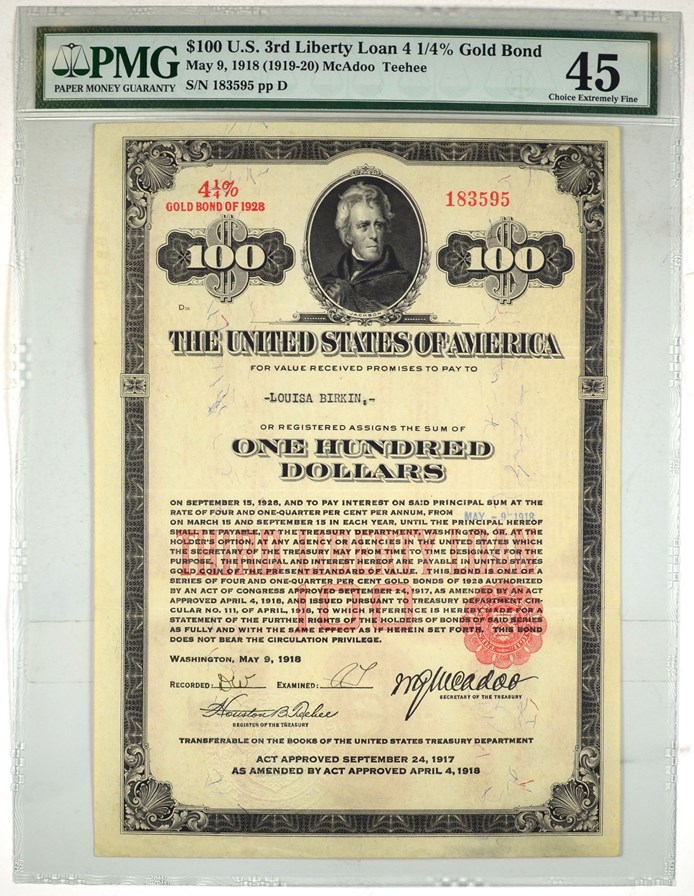 PMG
PAPER MONEY GUARANTY
$100 U.S. 3rd Liberty Loan 4 1/4% Gold Bond
May 9, 1918 (1919-20) McAdoo Teehee
S/N 183595 pp D
45
Choice Extremely Fine
4¼%
GOLD BOND OF 1928
183595
100
100
JACKSON
THE UNITED STATES OF AMERICA
FOR VALUE RECEIVED PROMISES TO PAY TO
-LOUISA BIRKIN,-
OR REGISTERED ASSIGNS THE SUM OF
ONE HUNDRED
DOLLARS
ON SEPTEMBER 15, 1928, AND TO PAY INTEREST ON SAID PRINCIPAL SUM AT THE
RATE OF FOUR AND ONE-QUARTER PER CENT PER ANNUM, FROM MAY - 9 1918
ON MARCH 15 AND SEPTEMBER 15 IN EACH YEAR, UNTIL THE PRINCIPAL HEREOF
SHALL BE PAYABLE AT THE TREASURY DEPARTMENT, WASHINGTON, OR, AT THE
HOLDER'S OPTION, AT ANY AGENCY OR AGENCIES IN THE UNITED STATES WHICH
THE SECRETARY OF THE TREASURY MAY FROM TIME TO TIME DESIGNATE FOR THE
PURPOSE. THE PRINCIPAL AND INTEREST HEREOF ARE PAYABLE IN UNITED STATES
GOLD COIN OF THE PRESENT STANDARD OF VALUE. THIS BOND IS ONE OF A
SERIES OF FOUR AND ONE-QUARTER PER CENT GOLD BONDS OF 1928 AUTHORIZED
BY AN ACT OF CONGRESS APPROVED SEPTEMBER 24, 1917, AS AMENDED BY AN ACT
APPROVED APRIL 4, 1918, AND ISSUED PURSUANT TO TREASURY DEPARTMENT CIR-
CULAR NO. 111, OF APRIL, 1918, TO WHICH REFERENCE IS HEREBY MADE FOR A
STATEMENT OF THE FURTHER RIGHTS OF THE HOLDERS OF BONDS OF SAID SERIES
AS FULLY AND WITH THE SAME EFFECT AS IF HEREIN SET FORTH. THIS BOND
DOES NOT BEAR THE CIRCULATION PRIVILEGE.
THIRD LIBERTY LOAN
100
WASHINGTON, MAY 9, 1918
RECORDED: EXAMINED:
W G McAdoo
SECRETARY OF THE TREASURY
Houston B. Teehee
REGISTER OF THE TREASURY
TRANSFERABLE ON THE BOOKS OF THE UNITED STATES TREASURY DEPARTMENT
ACT APPROVED SEPTEMBER 24, 1917
AS AMENDED BY ACT APPROVED APRIL 4, 1918